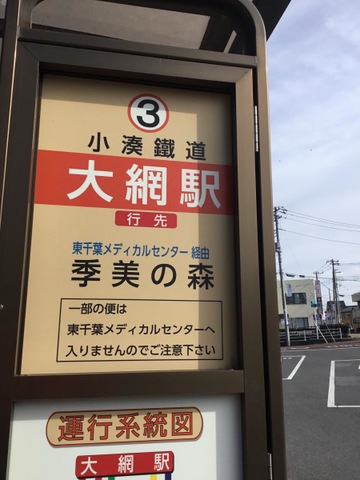 3
小湊鐵道
大網駅
行先
東千葉メディカルセンター 経由
季美の森
一部の便は
東千葉メディカルセンターへ
入りませんのでご注意下さい
運行系統図
大網駅